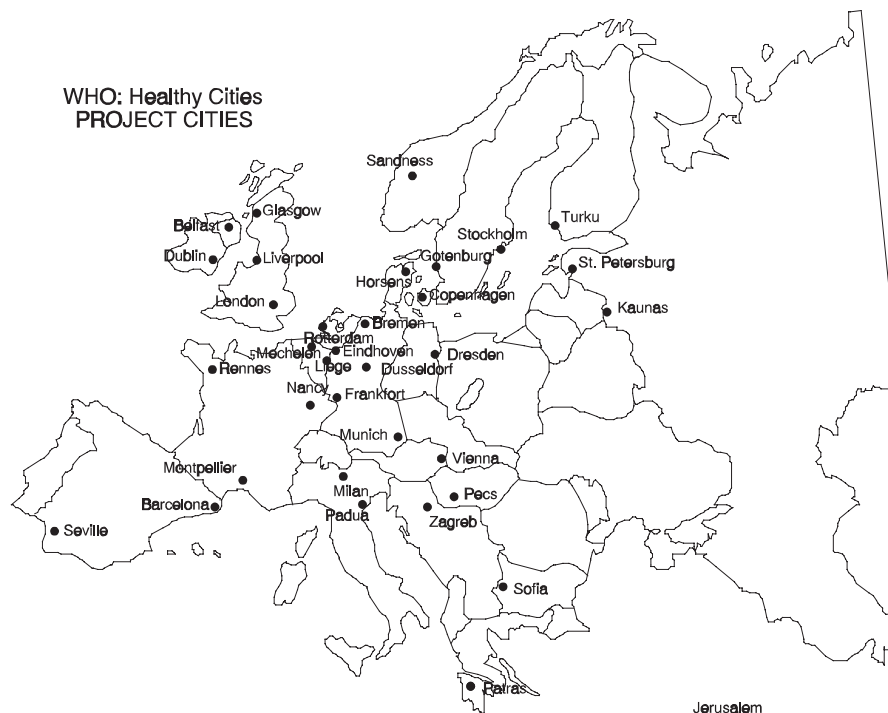 WHO: Healthy Cities
PROJECT CITIES
Sandness
Glasgow
Belfast
Turku
Stockholm
Dublin
Liverpool
Gotenburg
St. Petersburg
Horsens
London
Copenhagen
Kaunas
Bremen
Rotterdam
Mechelen
Eindhoven
Dresden
Rennes
Liege
Dusseldorf
Nancy
Frankfort
Munich
Vienna
Montpellier
Milan
Pecs
Barcelona
Padua
Zagreb
Seville
Sofia
Patras
Jerusalem